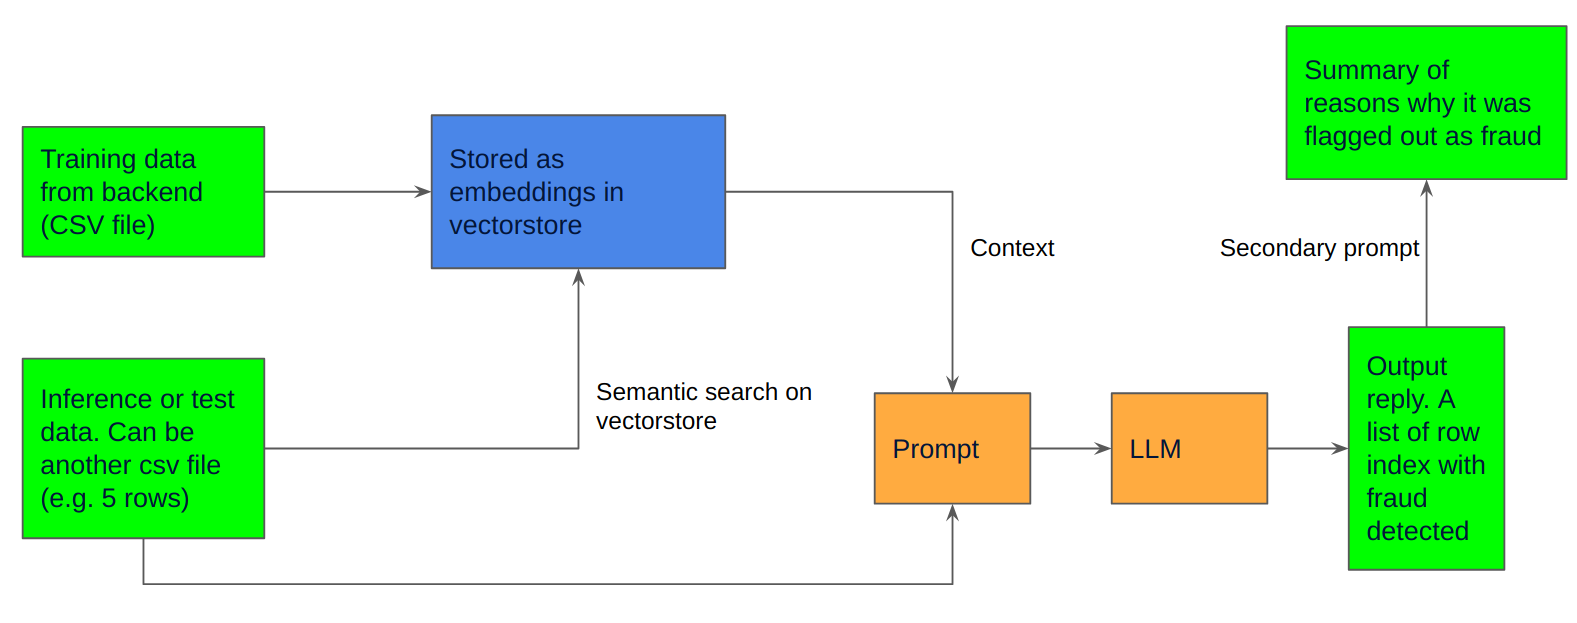 Training data
from backend
(CSV file)
Stored as
embeddings in
vectorstore
Summary of
reasons why it was
flagged out as fraud
Context
Secondary prompt
Inference or test
data. Can be
another csv file
(e.g. 5 rows)
Semantic search on
vectorstore
Prompt
LLM
Output
reply. A
list of row
index with
fraud
detected